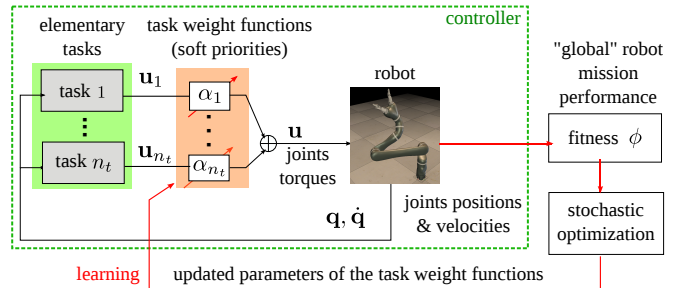 controller
elementary
tasks
task weight functions
(soft priorities)
"global" robot
mission
performance
robot
task 1
u₁
α₁
task nₜ
uₙₜ
αₙₜ
u
joints
torques
fitness ϕ
q, q̇
joints positions
& velocities
stochastic
optimization
learning
updated parameters of the task weight functions